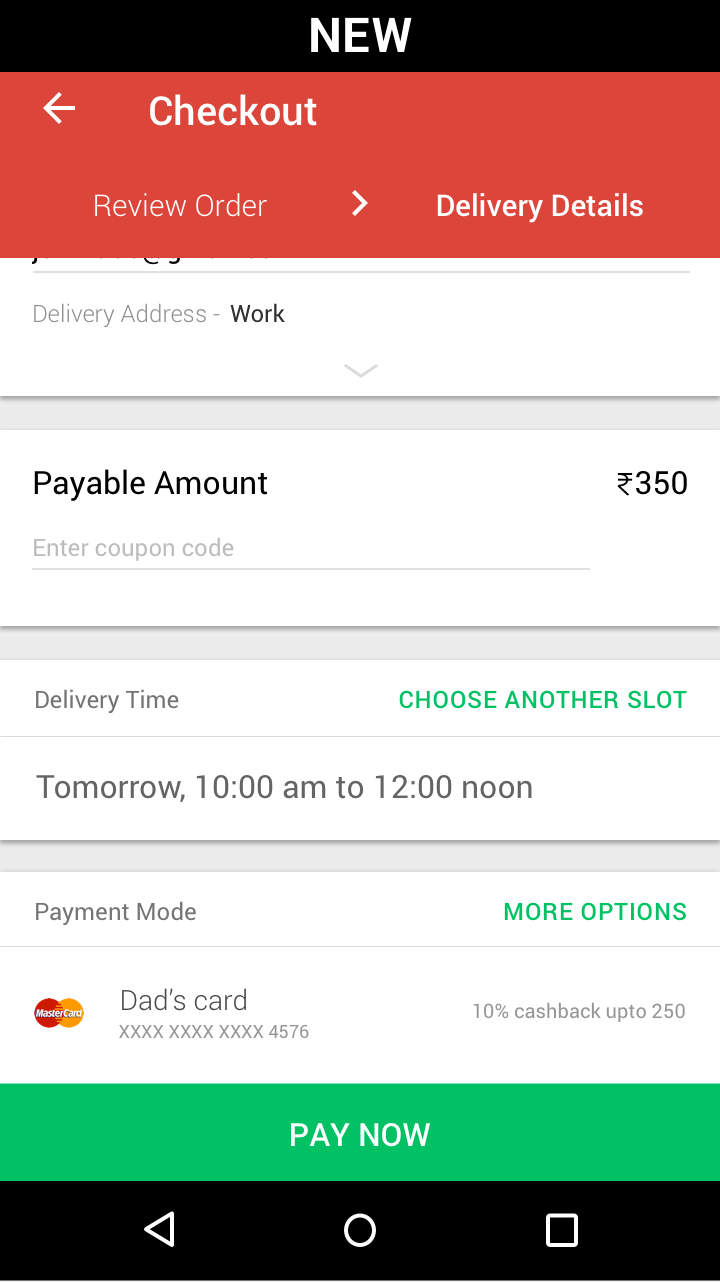 NEW
Checkout
Review Order
Delivery Details
Delivery Address - Work
Payable Amount ₹350
Enter coupon code
Delivery Time CHOOSE ANOTHER SLOT
Tomorrow, 10:00 am to 12:00 noon
Payment Mode MORE OPTIONS
MasterCard
Dad's card
XXXX XXXX XXXX 4576
10% cashback upto 250
PAY NOW